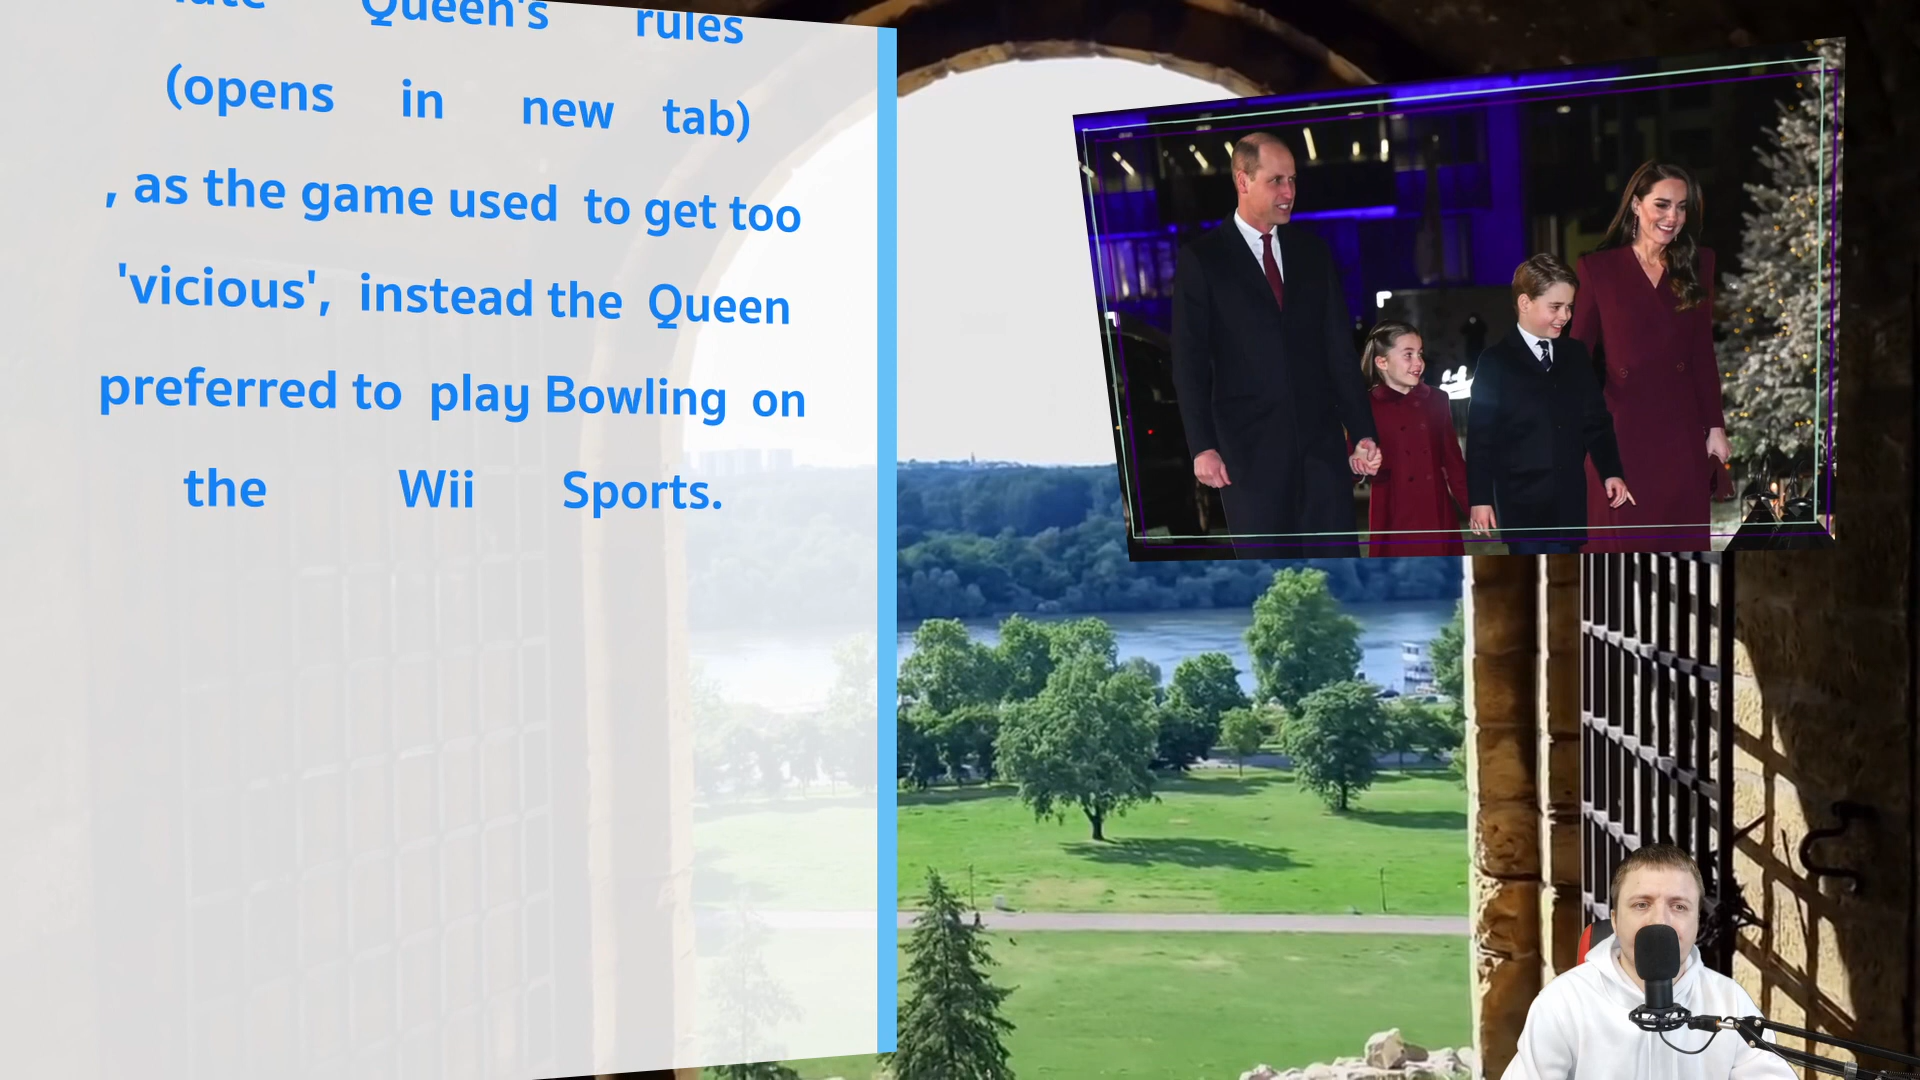 late Queen's rules
(opens in new tab)
, as the game used to get too
'vicious', instead the Queen
preferred to play Bowling on
the Wii Sports.